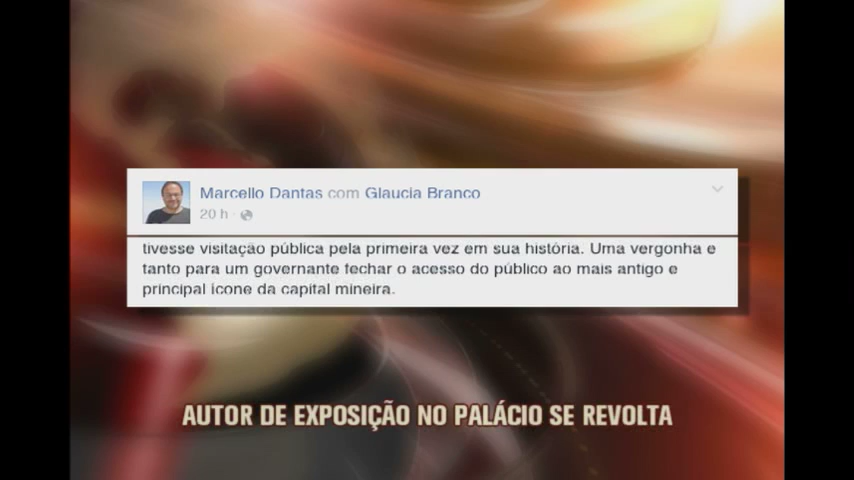 Marcello Dantas com Glaucia Branco
20 h ·
tivesse visitação pública pela primeira vez em sua história. Uma vergonha e
tanto para um governante fechar o acesso do público ao mais antigo e
principal ícone da capital mineira.
AUTOR DE EXPOSIÇÃO NO PALÁCIO SE REVOLTA